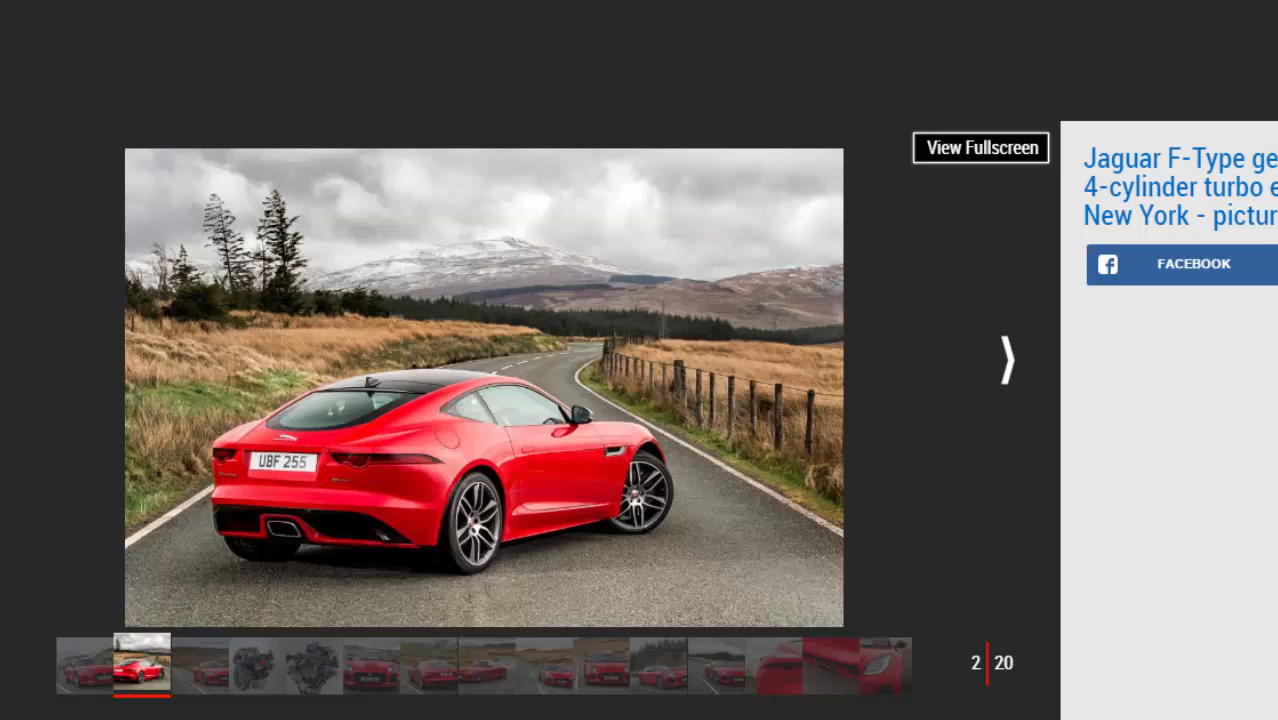 View Fullscreen
Jaguar F-Type ge
4-cylinder turbo e
New York - pictur
FACEBOOK
UBF 255
2 20